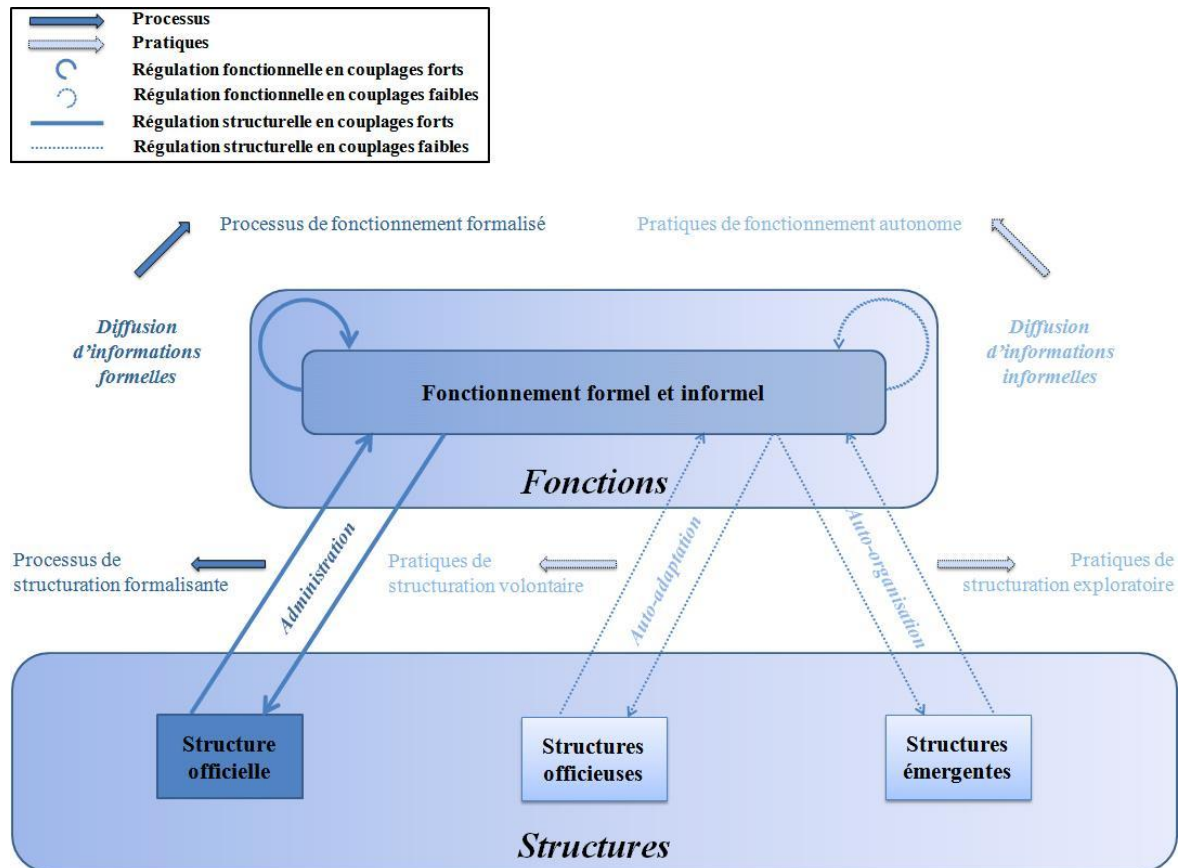 Processus
Pratiques
Régulation fonctionnelle en couplages forts
Régulation fonctionnelle en couplages faibles
Régulation structurelle en couplages forts
Régulation structurelle en couplages faibles
Processus de fonctionnement formalisé
Pratiques de fonctionnement autonome
Diffusion
d'informations
formelles
Diffusion
d'informations
informelles
Fonctionnement formel et informel
Fonctions
Processus de
structuration formalisante
Administration
Pratiques de
structuration volontaire
Auto-adaptation
Auto-organisation
Pratiques de
structuration exploratoire
Structure
officielle
Structures
officieuses
Structures
émergentes
Structures